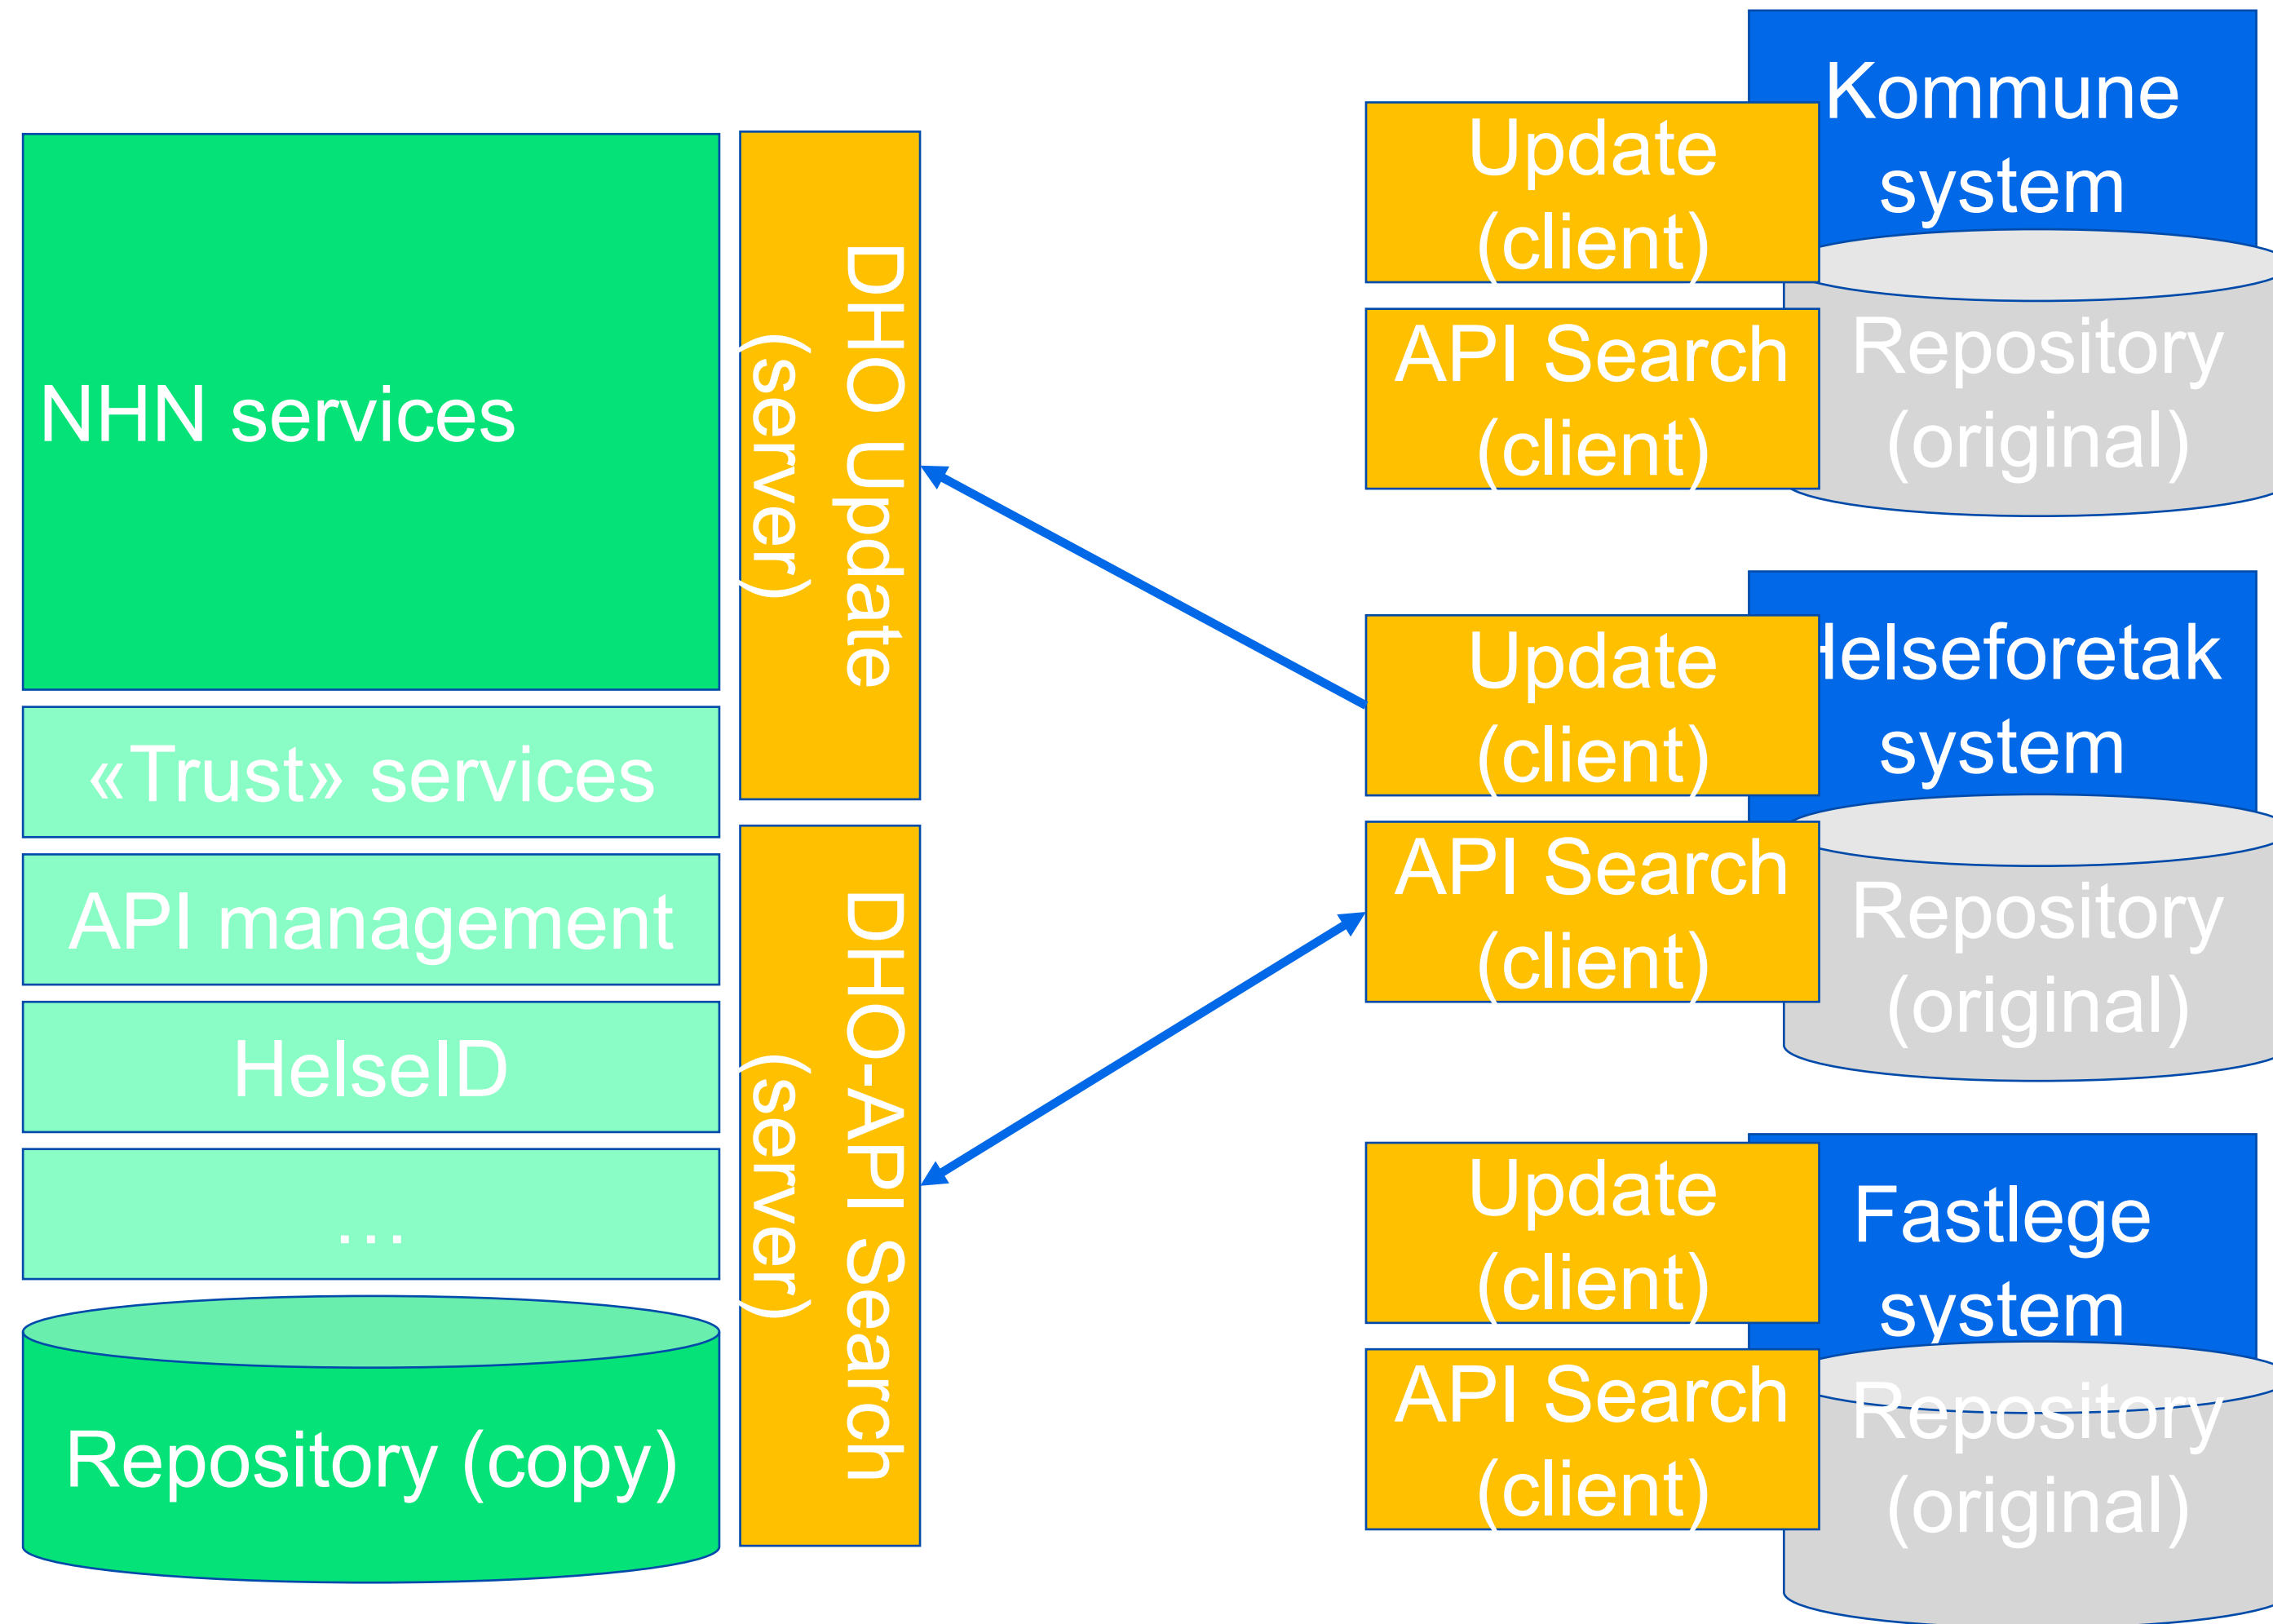 NHN services
«Trust» services
API management
HelseID
…
Repository (copy)
DHO Update
(server)
DHO-API Search
(server)
Update
(client)
API Search
(client)
Kommune
system
Repository
(original)
Update
(client)
API Search
(client)
Helseforetak
system
Repository
(original)
Update
(client)
API Search
(client)
Fastlege
system
Repository
(original)